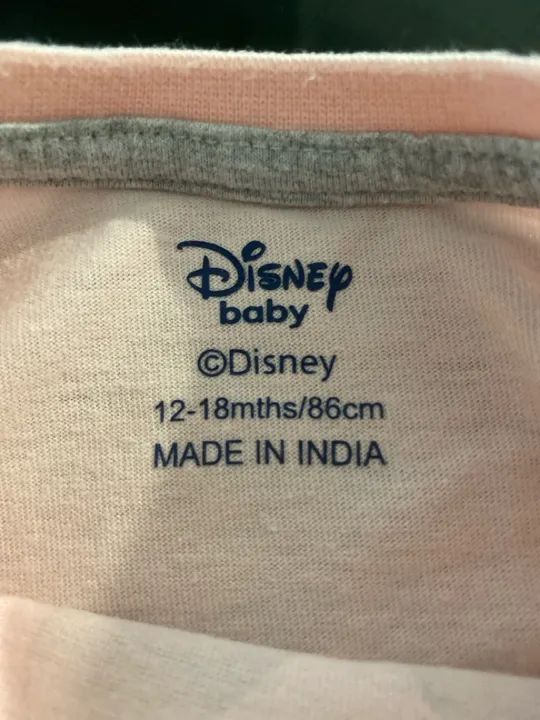 Disney
baby
©Disney
12-18mths/86cm
MADE IN INDIA